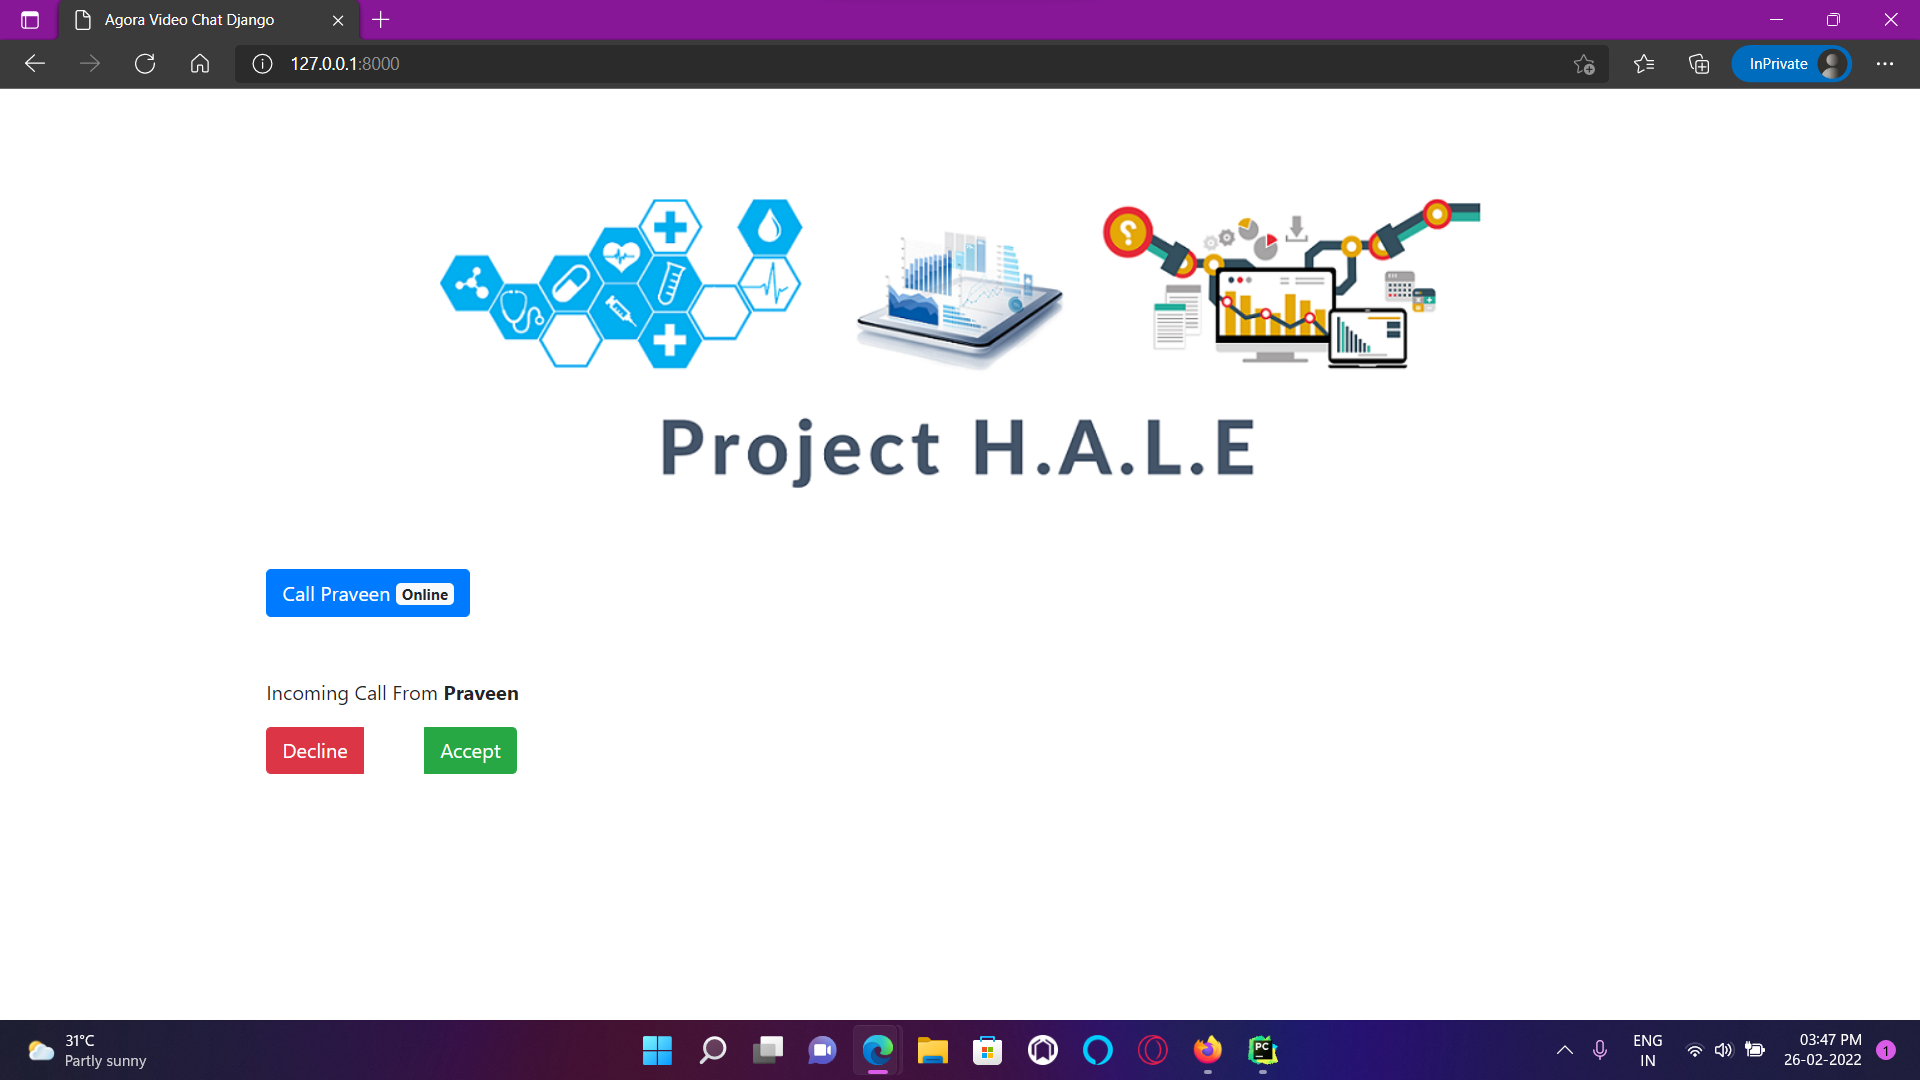 Agora Video Chat Django
127.0.0.1:8000
InPrivate
?
Project H.A.L.E
Call Praveen Online
Incoming Call From Praveen
Decline
Accept
31°C
Partly sunny
PC
ENG
IN
03:47 PM
26-02-2022
1